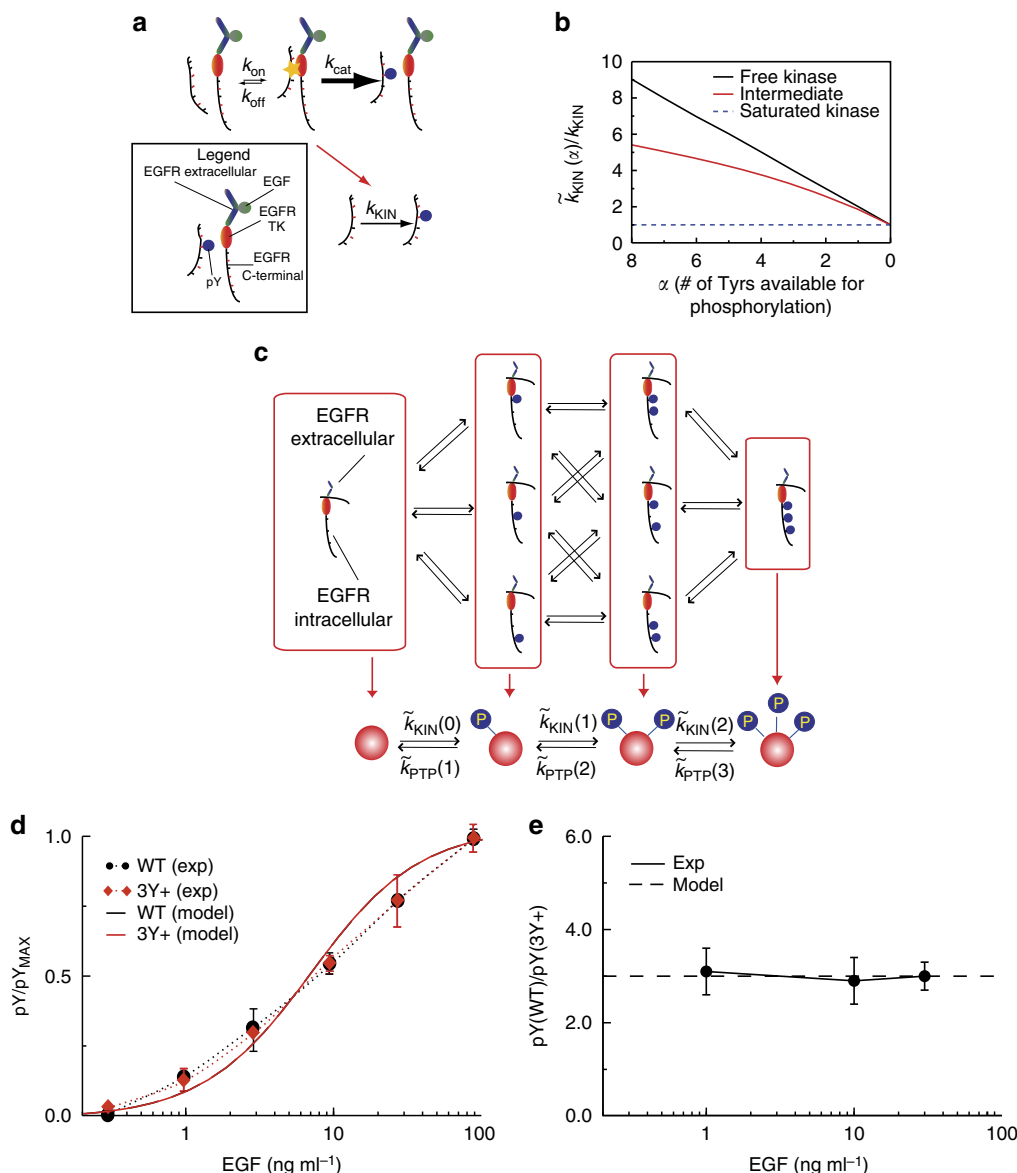 a
k_on
k_off
k_cat
Legend
EGFR extracellular
EGF
EGFR
TK
pY
EGFR
C-terminal
k_KIN
b
k̃_KIN (α)/k_KIN
10
8
6
4
2
0
Free kinase
Intermediate
Saturated kinase
8 6 4 2 0
α (# of Tyrs available for
phosphorylation)
c
EGFR
extracellular
EGFR
intracellular
P
P P
P P P
k̃_KIN(0) k̃_KIN(1) k̃_KIN(2)
k̃_PTP(1) k̃_PTP(2) k̃_PTP(3)
d
pY/pY_MAX
1.0
0.5
0.0
WT (exp)
3Y+ (exp)
WT (model)
3Y+ (model)
1 10 100
EGF (ng ml⁻¹)
e
pY(WT)/pY(3Y+)
6.0
3.0
0.0
Exp
Model
1 10 100
EGF (ng ml⁻¹)